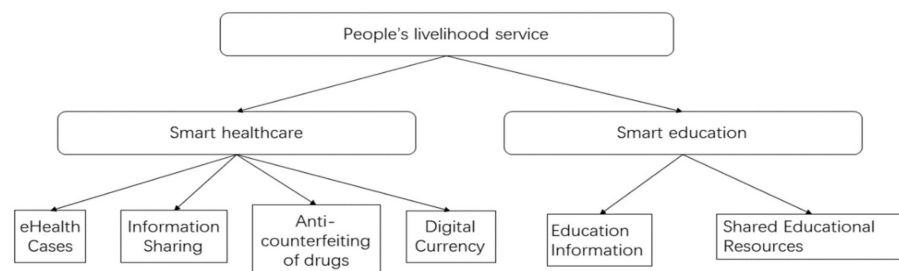 People's livelihood service
Smart healthcare
Smart education
eHealth
Cases
Information
Sharing
Anti-
counterfeiting
of drugs
Digital
Currency
Education
Information
Shared Educational
Resources